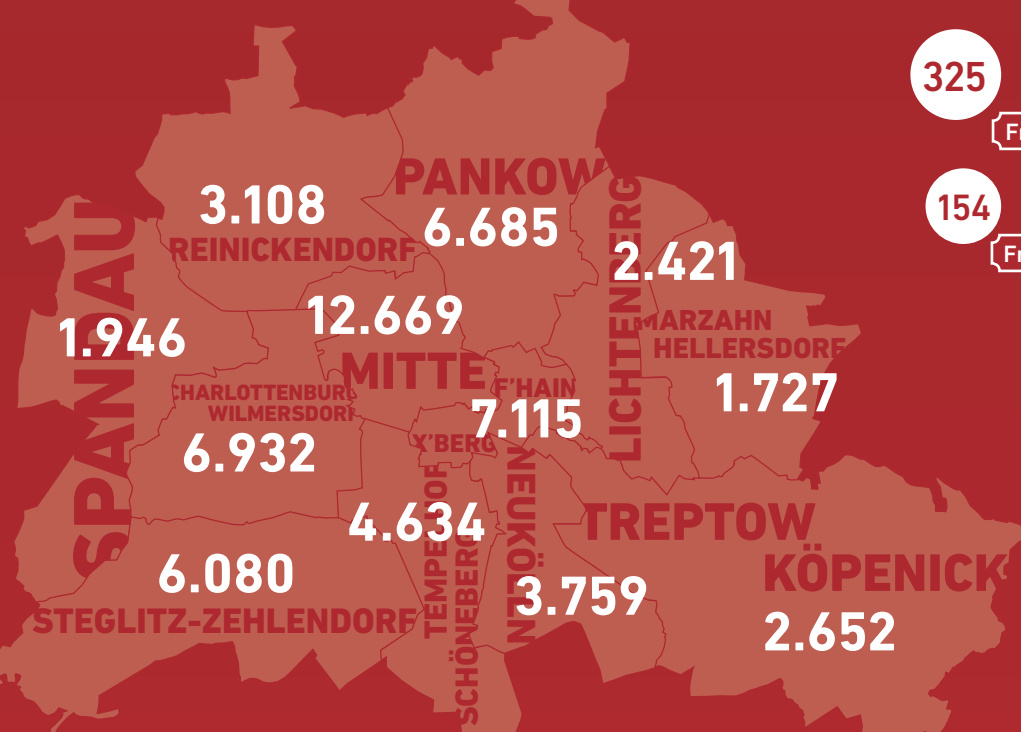 325
Fr
154
Fr
PANKOW
6.685
3.108
REINICKENDORF
LICHTENBERG
2.421
SPANDAU
1.946
12.669
MITTE
MARZAHN
HELLERSDORF
1.727
CHARLOTTENBURG
WILMERSDORF
6.932
F'HAIN
7.115
X'BERG
4.634
TEMPELHOF
SCHÖNEBERG
NEUKÖLLN
3.759
TREPTOW
KÖPENICK
2.652
6.080
STEGLITZ-ZEHLENDORF